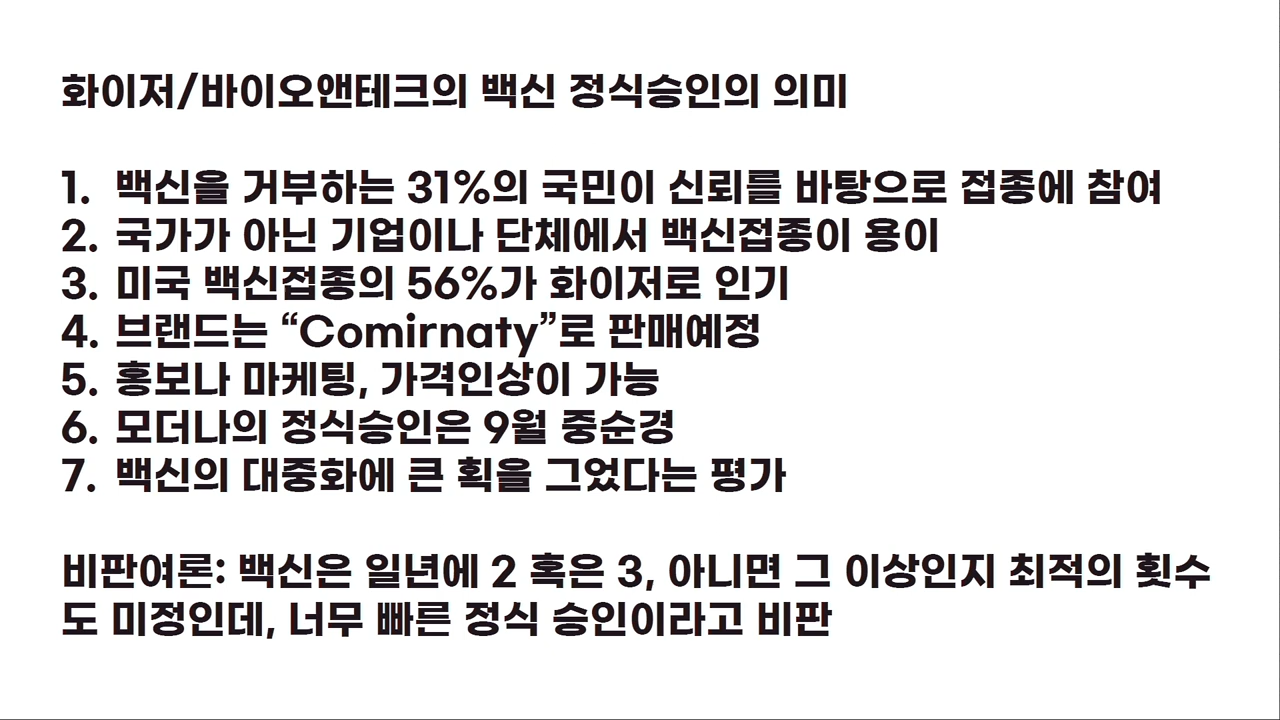 화이저/바이오앤테크의 백신 정식승인의 의미
1. 백신을 거부하는 31%의 국민이 신뢰를 바탕으로 접종에 참여
2. 국가가 아닌 기업이나 단체에서 백신접종이 용이
3. 미국 백신접종의 56%가 화이저로 인기
4. 브랜드는 “Comirnaty”로 판매예정
5. 홍보나 마케팅, 가격인상이 가능
6. 모더나의 정식승인은 9월 중순경
7. 백신의 대중화에 큰 획을 그었다는 평가
비판여론: 백신은 일년에 2 혹은 3, 아니면 그 이상인지 최적의 횟수
도 미정인데, 너무 빠른 정식 승인이라고 비판